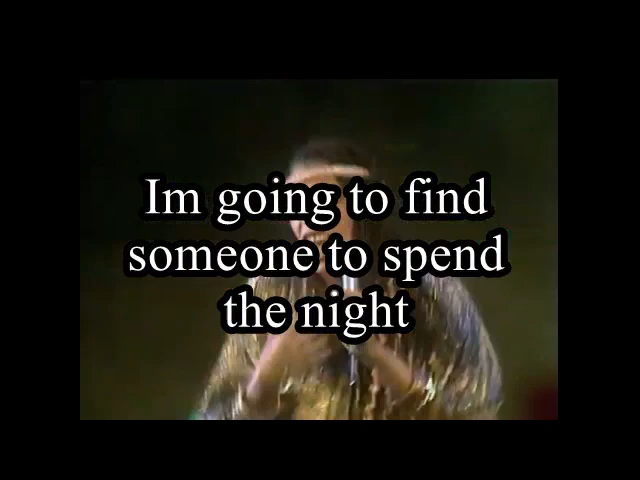 Im going to find
someone to spend
the night